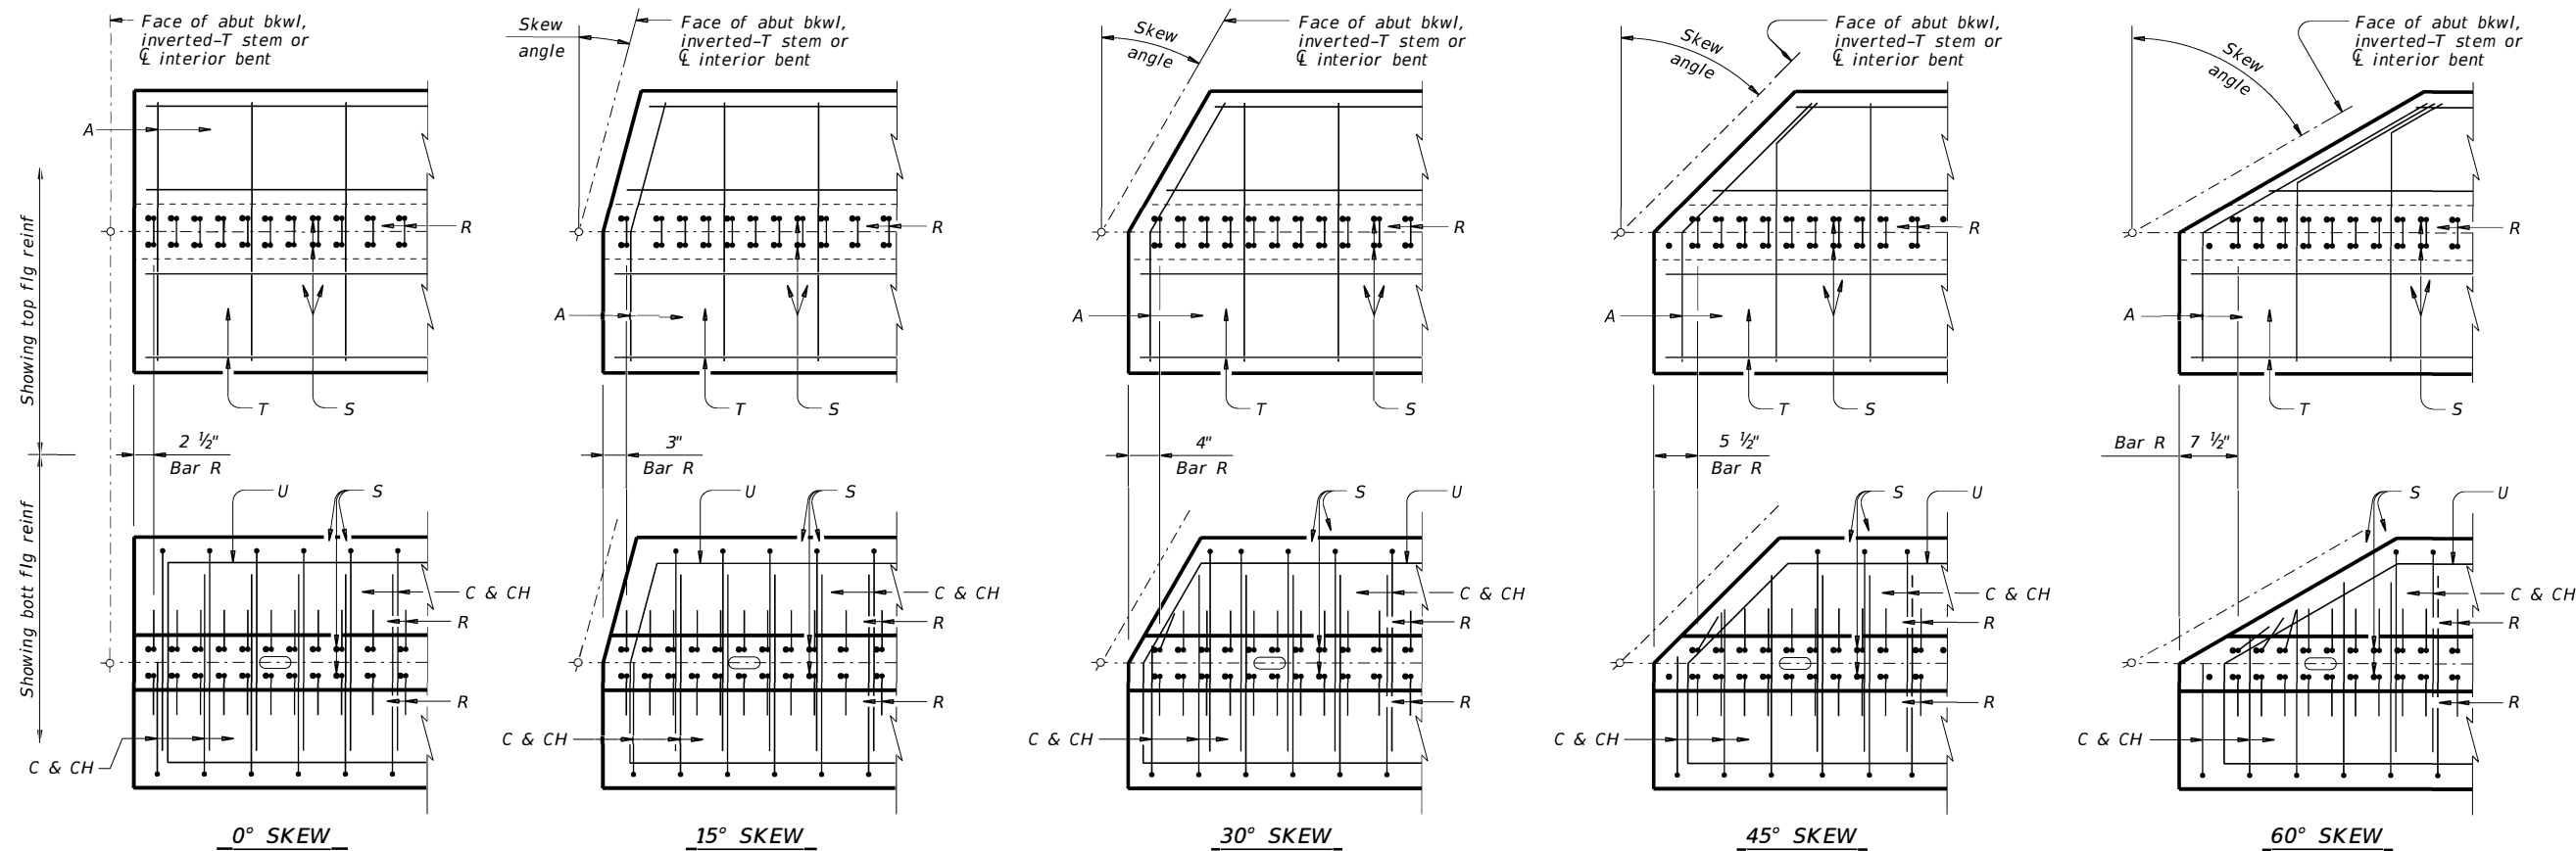 Face of abut bkwl,
inverted-T stem or
℄ interior bent
Skew
angle
Face of abut bkwl,
inverted-T stem or
℄ interior bent
Skew
angle
Face of abut bkwl,
inverted-T stem or
℄ interior bent
Skew
angle
Face of abut bkwl,
inverted-T stem or
℄ interior bent
Skew
angle
Face of abut bkwl,
inverted-T stem or
℄ interior bent
Showing top flg reinf
A
R
T
S
A
R
T
S
A
R
T
S
A
R
T
S
A
R
T
S
2 ½"
Bar R
3"
Bar R
4"
Bar R
5 ½"
Bar R
Bar R 7 ½"
Showing bott flg reinf
U
S
C & CH
R
R
C & CH
U
S
C & CH
R
R
C & CH
S
U
C & CH
R
R
C & CH
S
U
C & CH
R
R
C & CH
S
U
C & CH
R
R
C & CH
0° SKEW
15° SKEW
30° SKEW
45° SKEW
60° SKEW